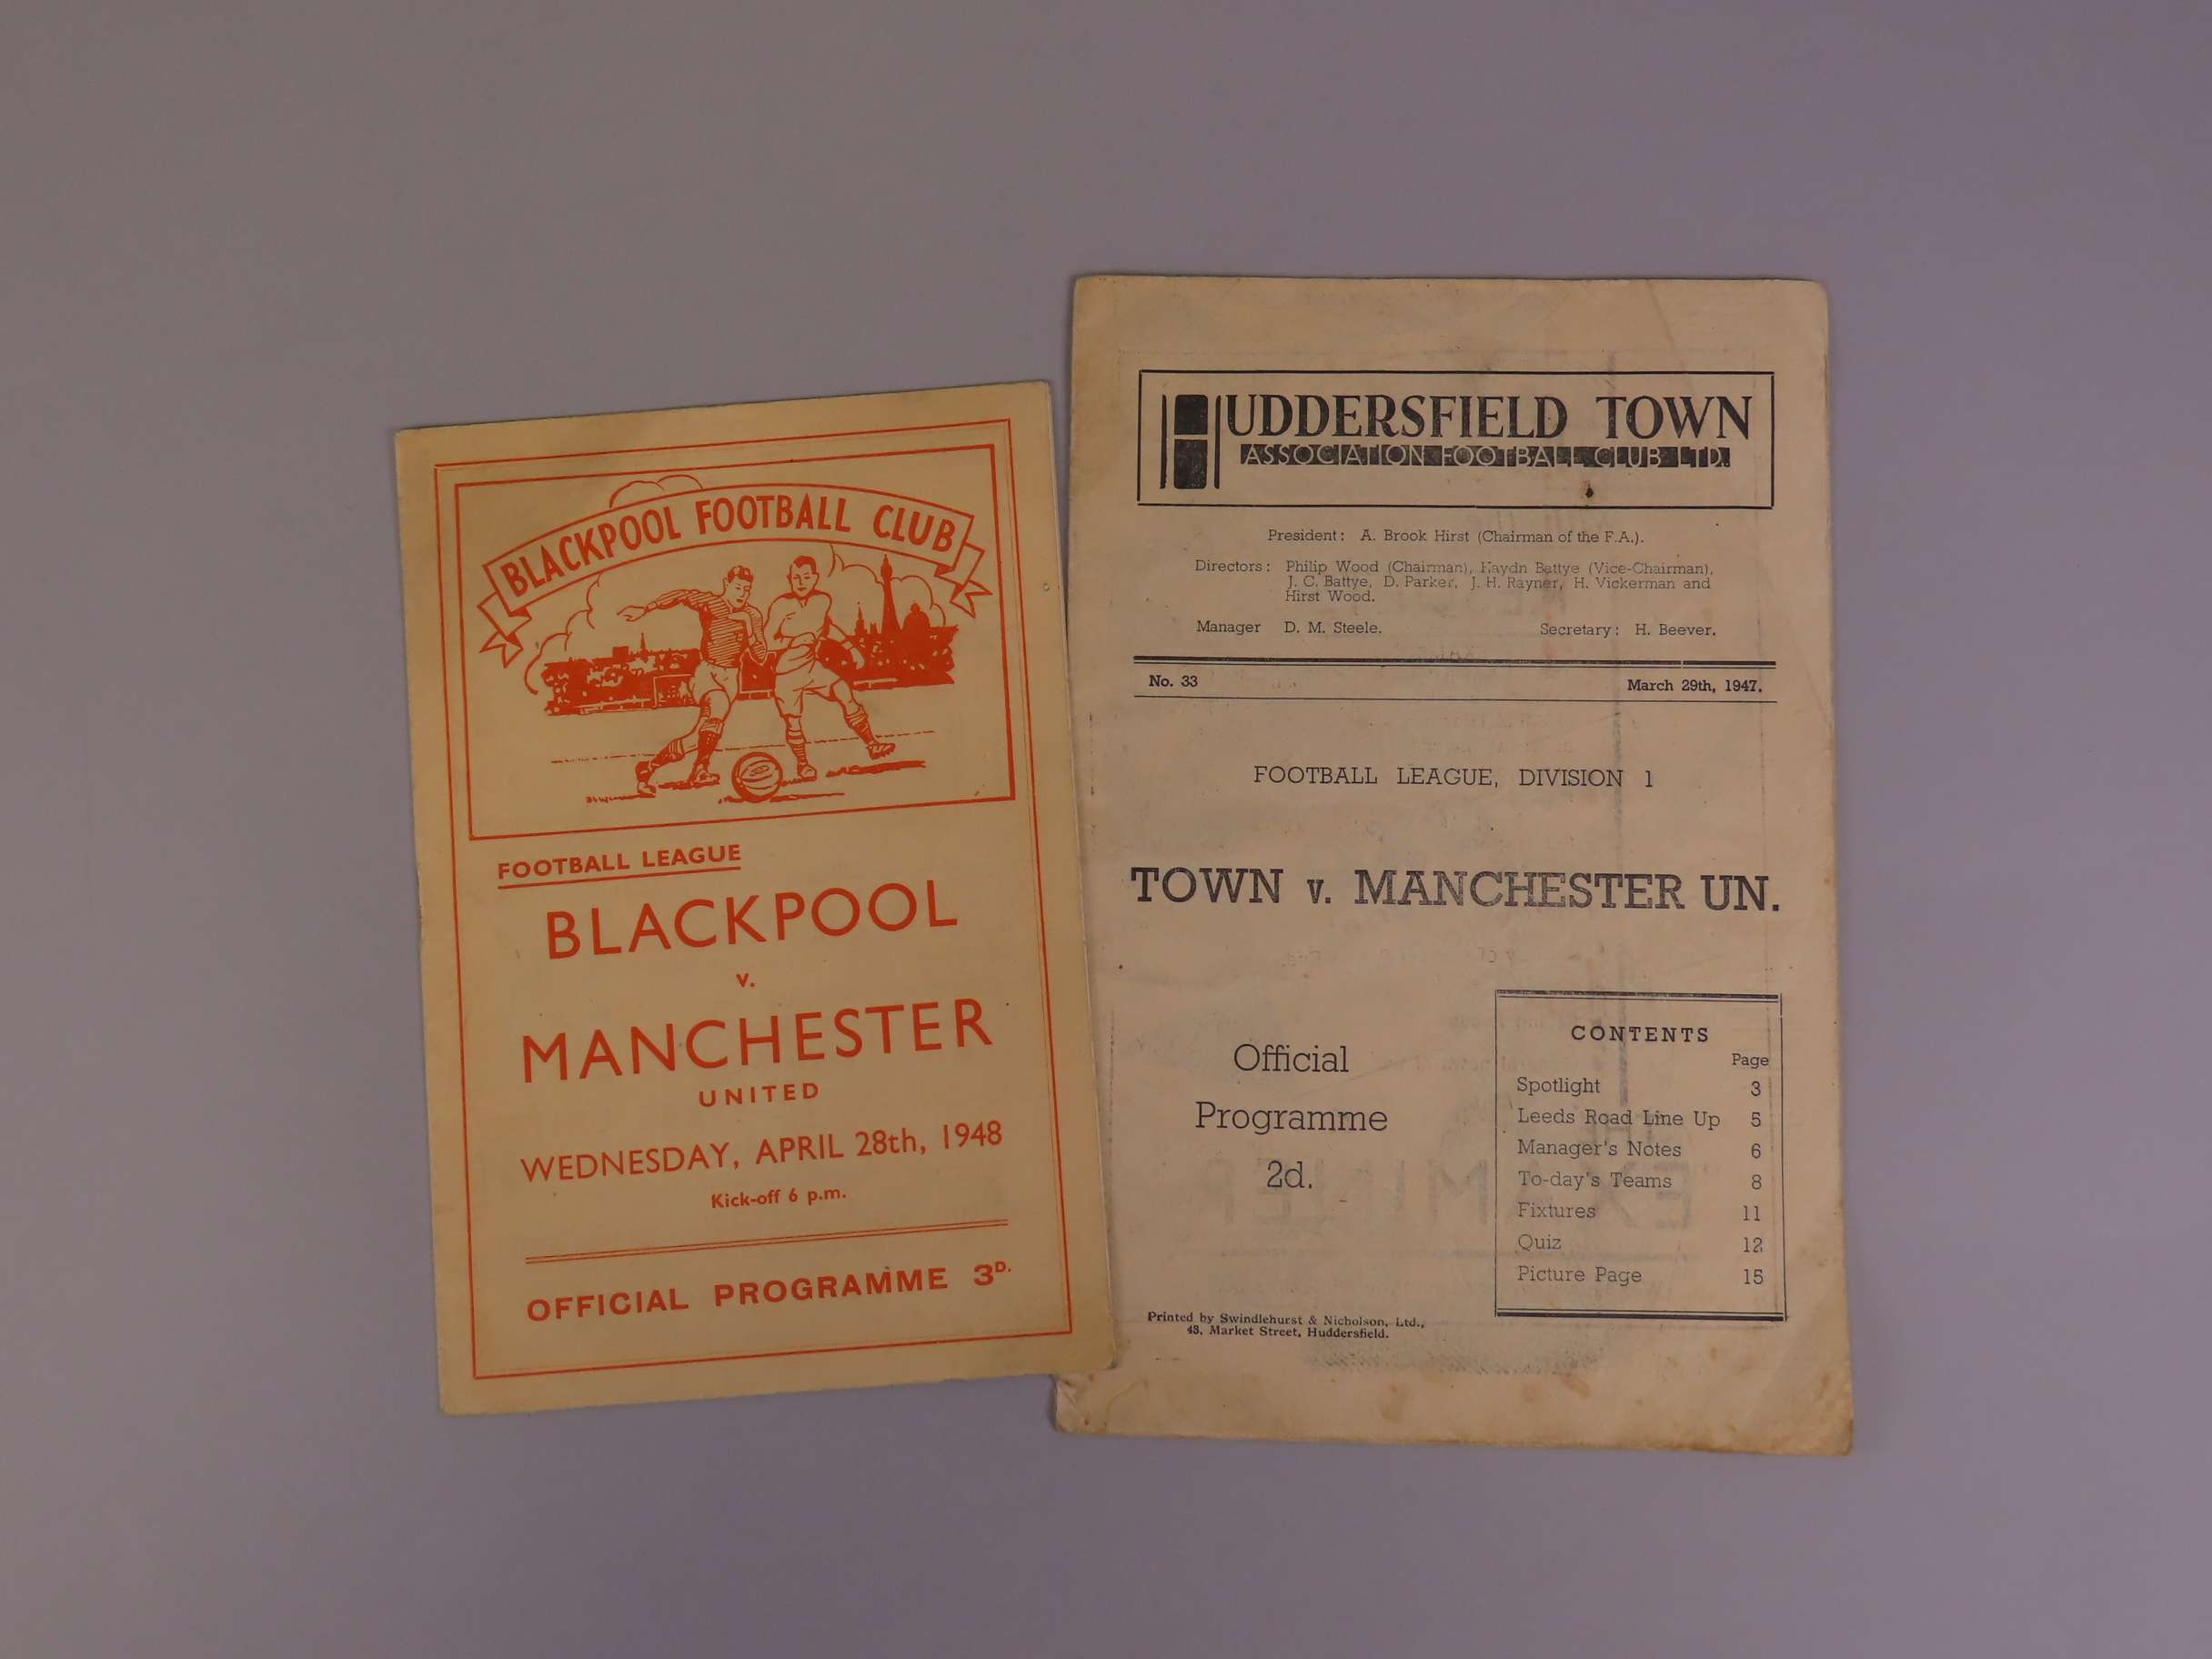 BLACKPOOL FOOTBALL CLUB
FOOTBALL LEAGUE
BLACKPOOL
v.
MANCHESTER
UNITED
WEDNESDAY, APRIL 28th, 1948
Kick-off 6 p.m.
OFFICIAL PROGRAMME 3D.
HUDDERSFIELD TOWN
ASSOCIATION FOOTBALL CLUB LTD.
President: A. Brook Hirst (Chairman of the F.A.).
Directors: Philip Wood (Chairman), Haydn Battye (Vice-Chairman),
J. C. Battye, D. Parker, J. H. Rayner, H. Vickerman and
Hirst Wood.
Manager D. M. Steele. Secretary: H. Beever.
No. 33 March 29th, 1947.
FOOTBALL LEAGUE, DIVISION 1
TOWN v. MANCHESTER UN.
Official
Programme
2d.
CONTENTS
Page
Spotlight 3
Leeds Road Line Up 5
Manager's Notes 6
To-day's Teams 8
Fixtures 11
Quiz 12
Picture Page 15
Printed by Swindlehurst & Nicholson, Ltd.,
43, Market Street, Huddersfield.